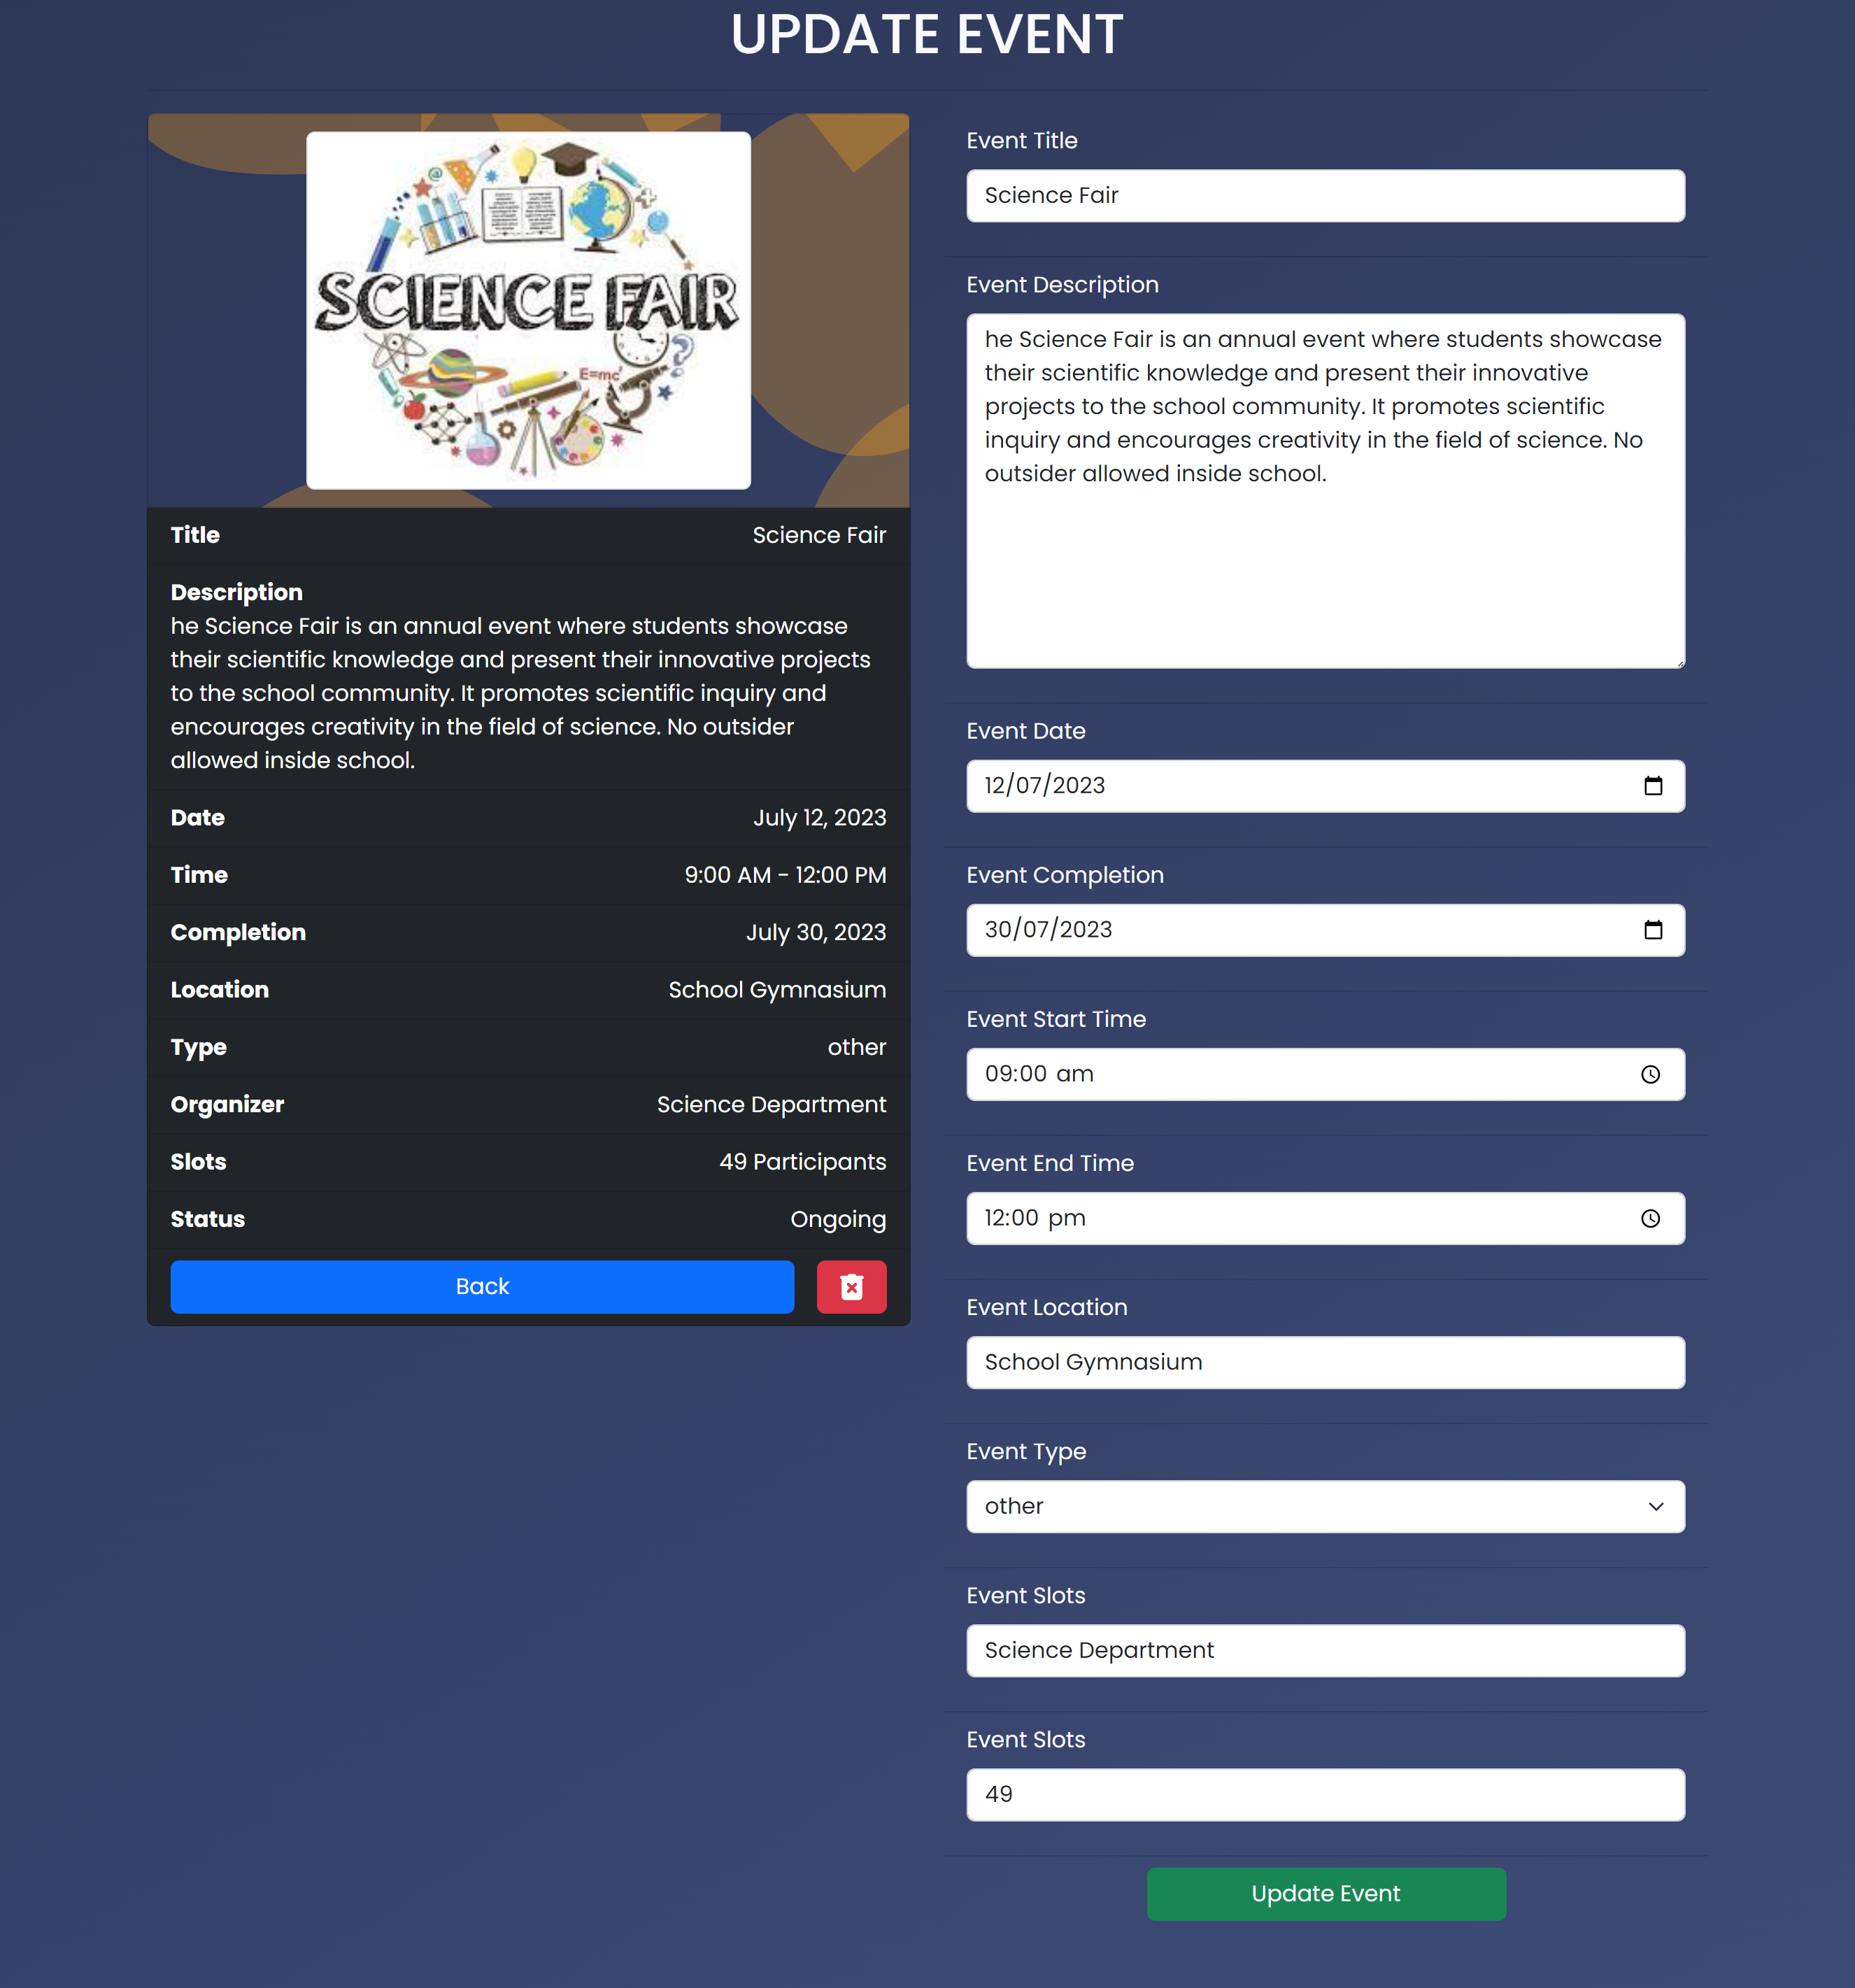 UPDATE EVENT
SCIENCE FAIR
E=mc²
Title Science Fair
Description
he Science Fair is an annual event where students showcase
their scientific knowledge and present their innovative projects
to the school community. It promotes scientific inquiry and
encourages creativity in the field of science. No outsider
allowed inside school.
Date July 12, 2023
Time 9:00 AM - 12:00 PM
Completion July 30, 2023
Location School Gymnasium
Type other
Organizer Science Department
Slots 49 Participants
Status Ongoing
Back
Event Title
Science Fair
Event Description
he Science Fair is an annual event where students showcase
their scientific knowledge and present their innovative
projects to the school community. It promotes scientific
inquiry and encourages creativity in the field of science. No
outsider allowed inside school.
Event Date
12/07/2023
Event Completion
30/07/2023
Event Start Time
09:00 am
Event End Time
12:00 pm
Event Location
School Gymnasium
Event Type
other
Event Slots
Science Department
Event Slots
49
Update Event